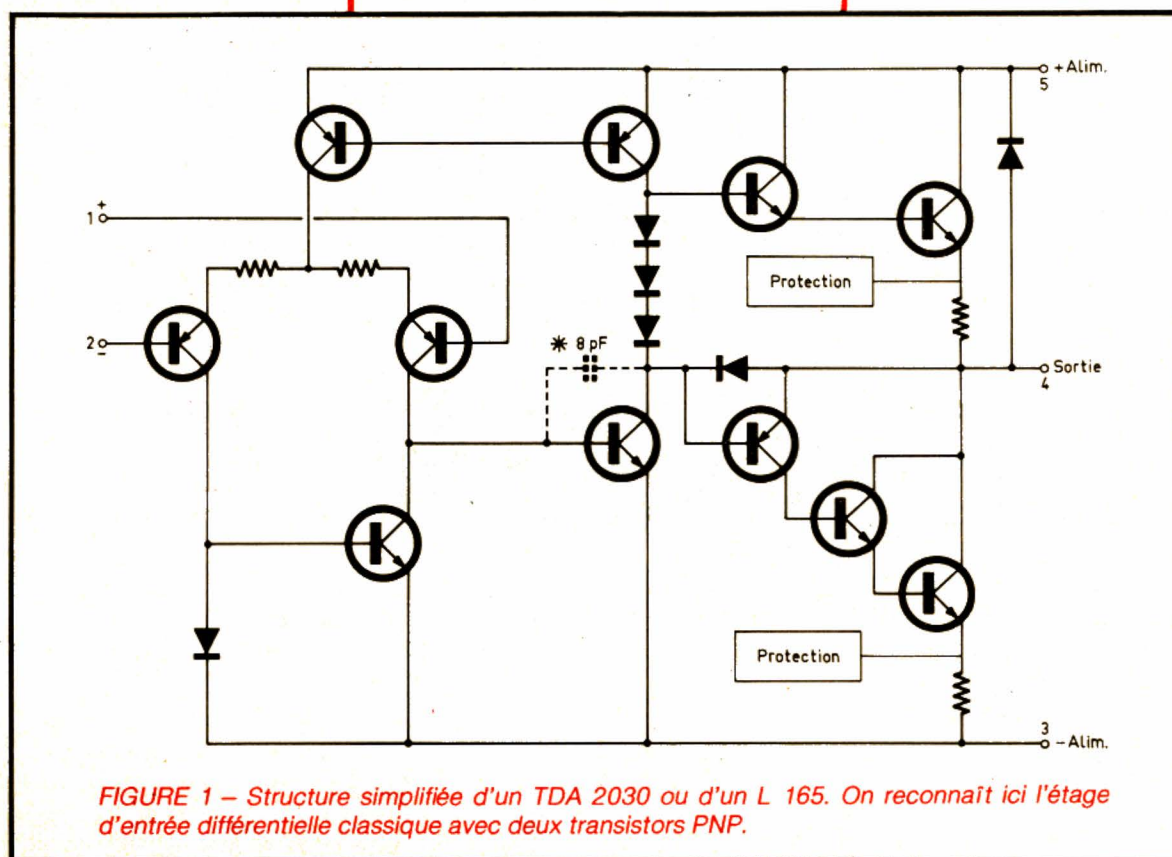 +Alim.
5
+
1
Protection
2
-
* 8 pF
Sortie
4
Protection
3
-Alim.
FIGURE 1 – Structure simplifiée d'un TDA 2030 ou d'un L 165. On reconnaît ici l'étage
d'entrée différentielle classique avec deux transistors PNP.